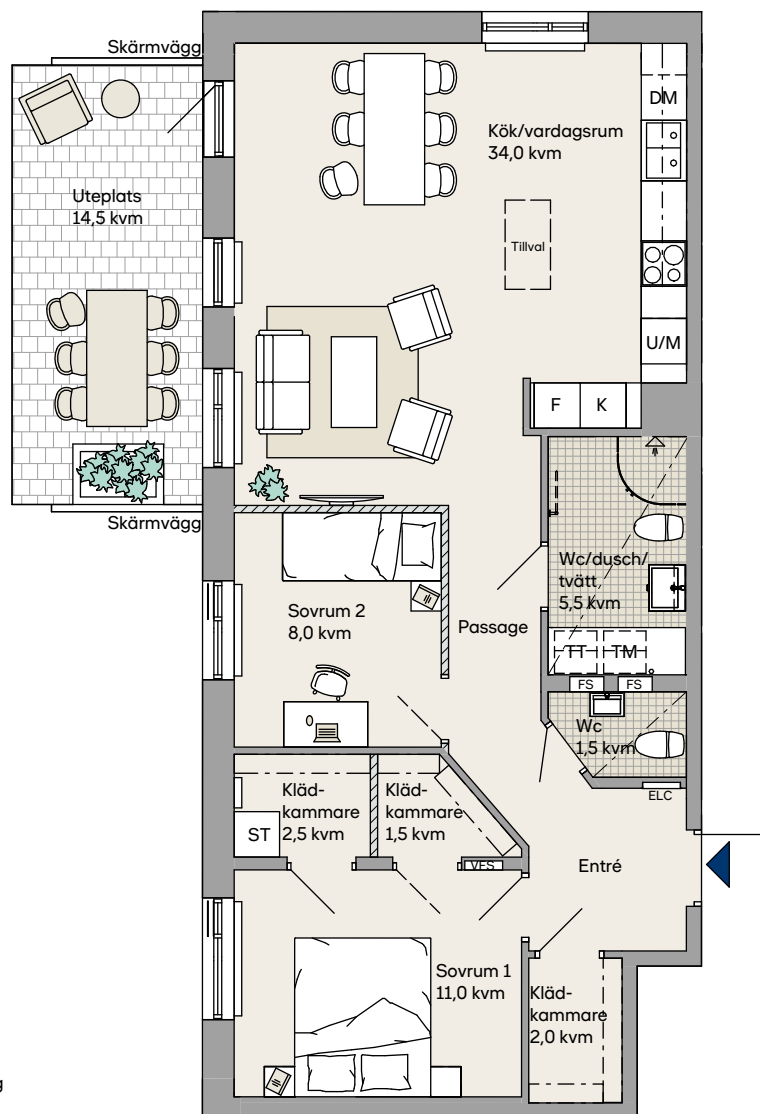 Skärmvägg
DM
Kök/vardagsrum
34,0 kvm
Uteplats
14,5 kvm
Tillval
U/M
F
K
Skärmvägg
Wc/dusch/
tvätt
5,5 kvm
Sovrum 2
8,0 kvm
Passage
TT
TM
FS
FS
Wc
1,5 kvm
Kläd-
kammare
2,5 kvm
Kläd-
kammare
1,5 kvm
ELC
ST
VFS
Entré
Sovrum 1
11,0 kvm
Kläd-
kammare
2,0 kvm
g